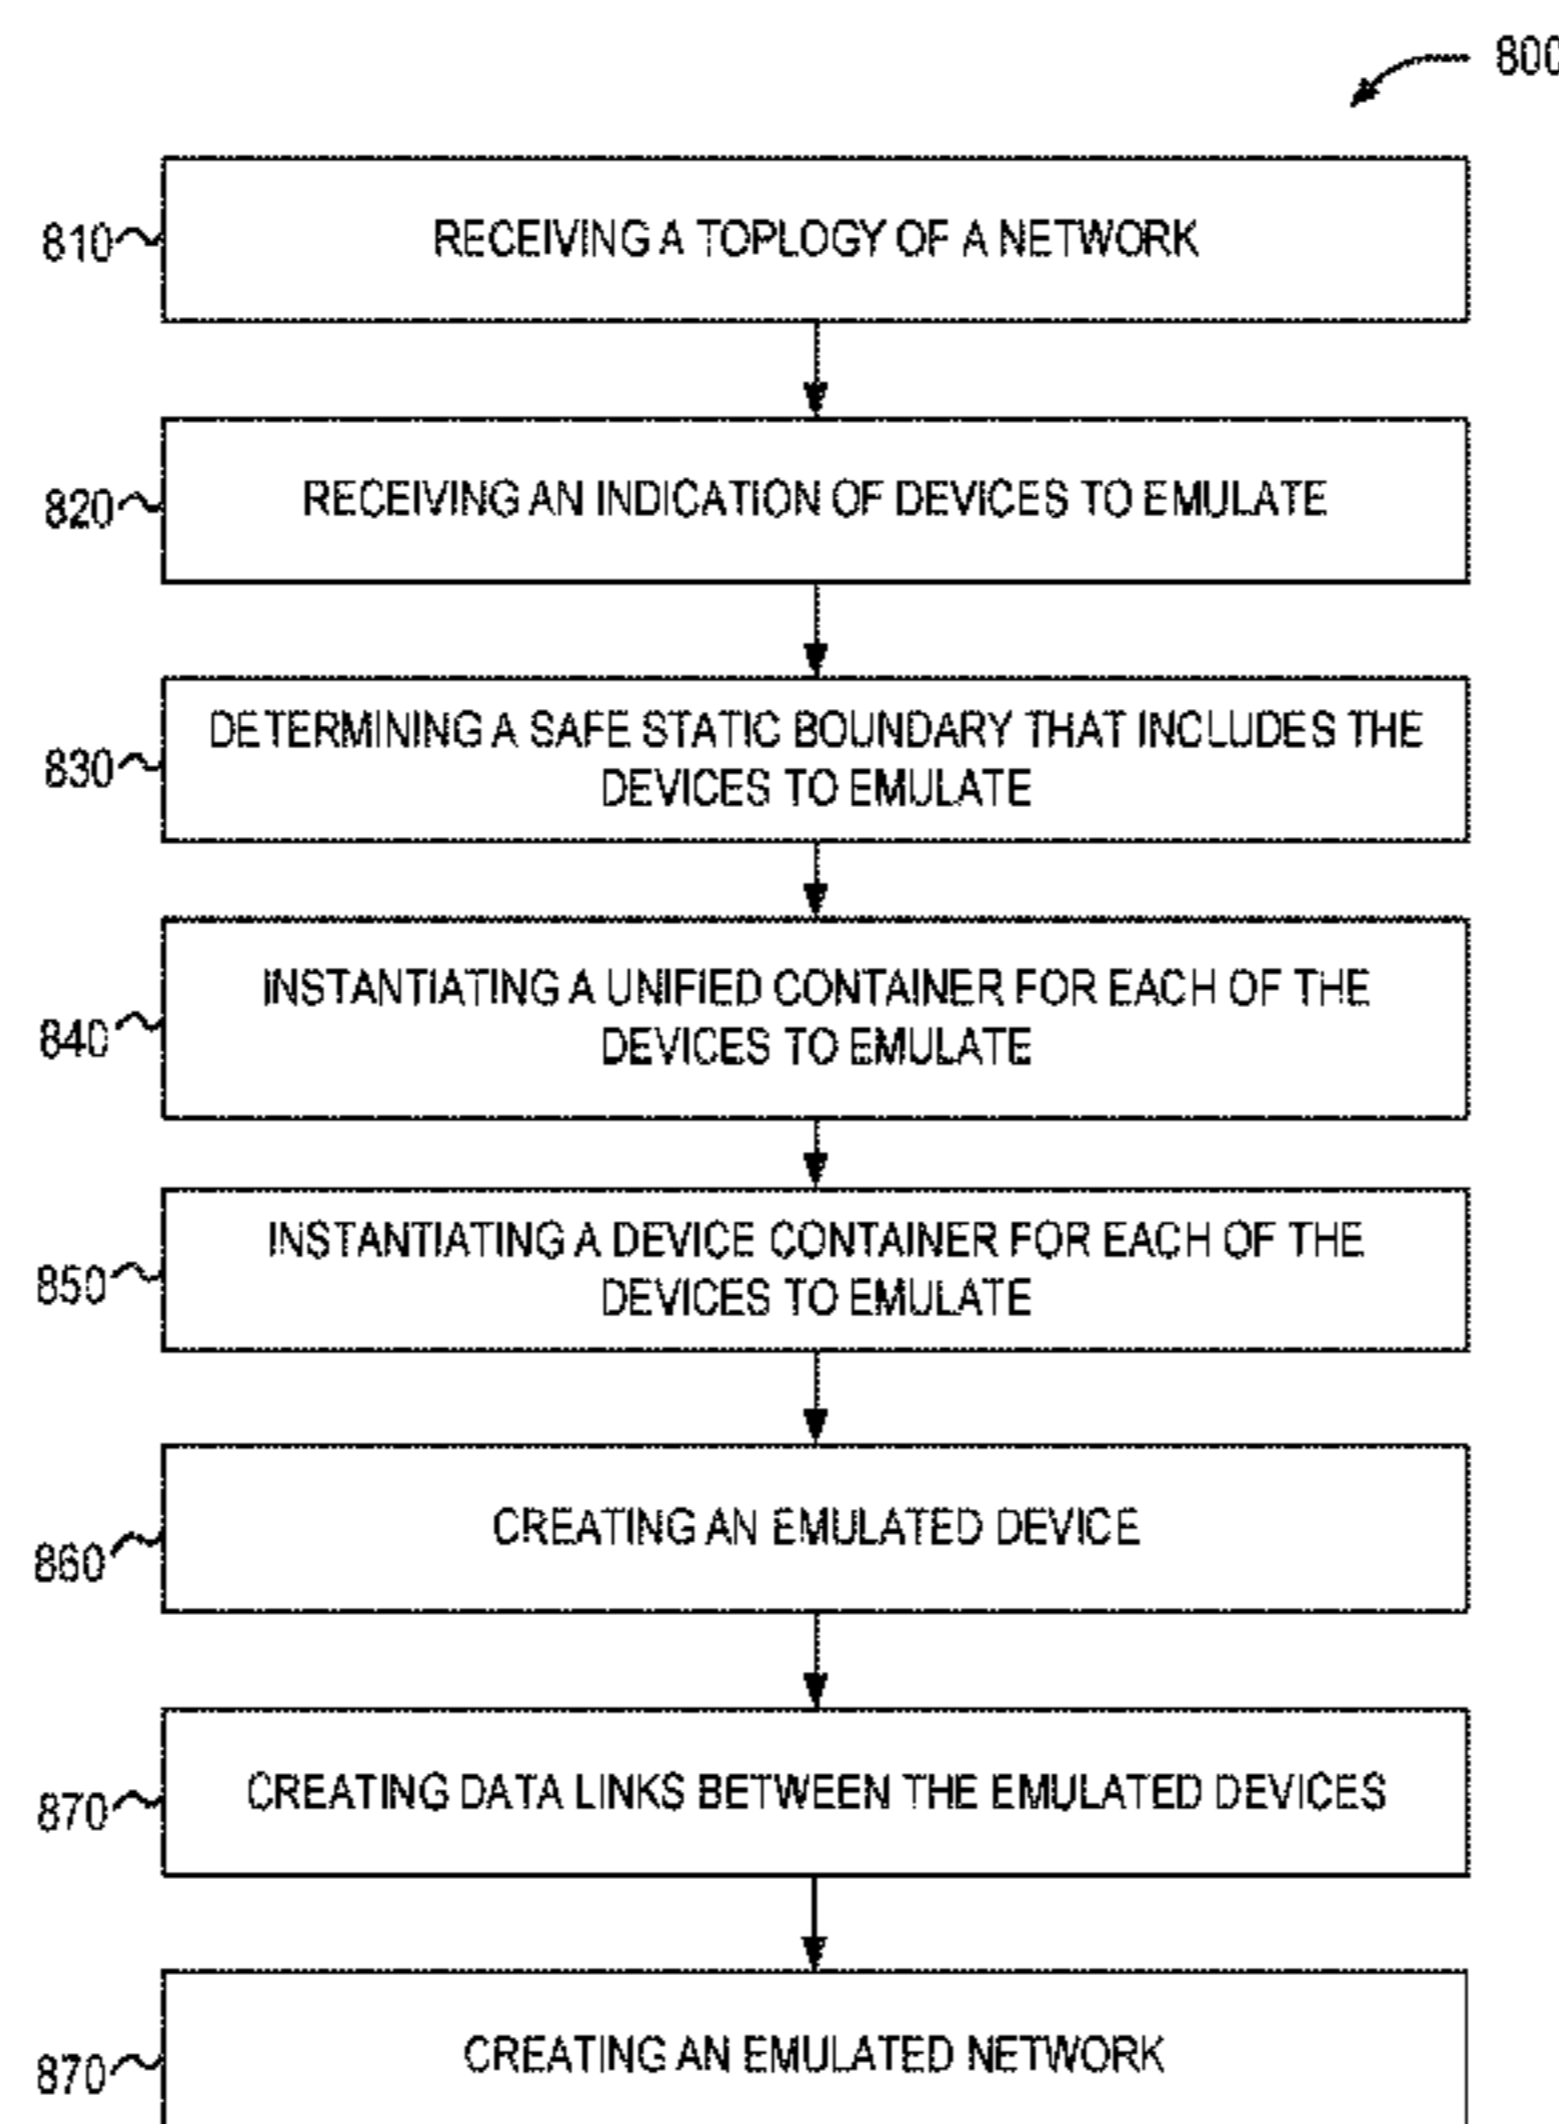 800
810
RECEIVING A TOPLOGY OF A NETWORK
820
RECEIVING AN INDICATION OF DEVICES TO EMULATE
830
DETERMINING A SAFE STATIC BOUNDARY THAT INCLUDES THE
DEVICES TO EMULATE
840
INSTANTIATING A UNIFIED CONTAINER FOR EACH OF THE
DEVICES TO EMULATE
850
INSTANTIATING A DEVICE CONTAINER FOR EACH OF THE
DEVICES TO EMULATE
860
CREATING AN EMULATED DEVICE
870
CREATING DATA LINKS BETWEEN THE EMULATED DEVICES
870
CREATING AN EMULATED NETWORK